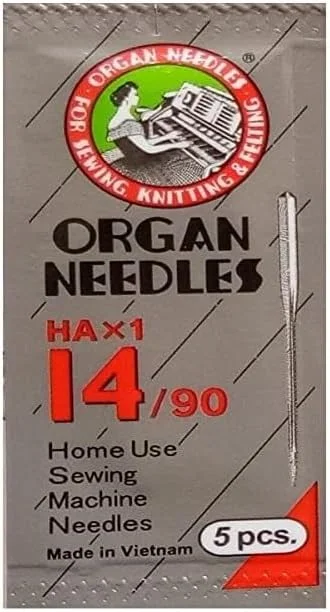 ORGAN NEEDLES ®
FOR SEWING KNITTING & FELTING
ORGAN
NEEDLES
HA×1
14/90
Home Use
Sewing
Machine
Needles
Made in Vietnam
5 pcs.